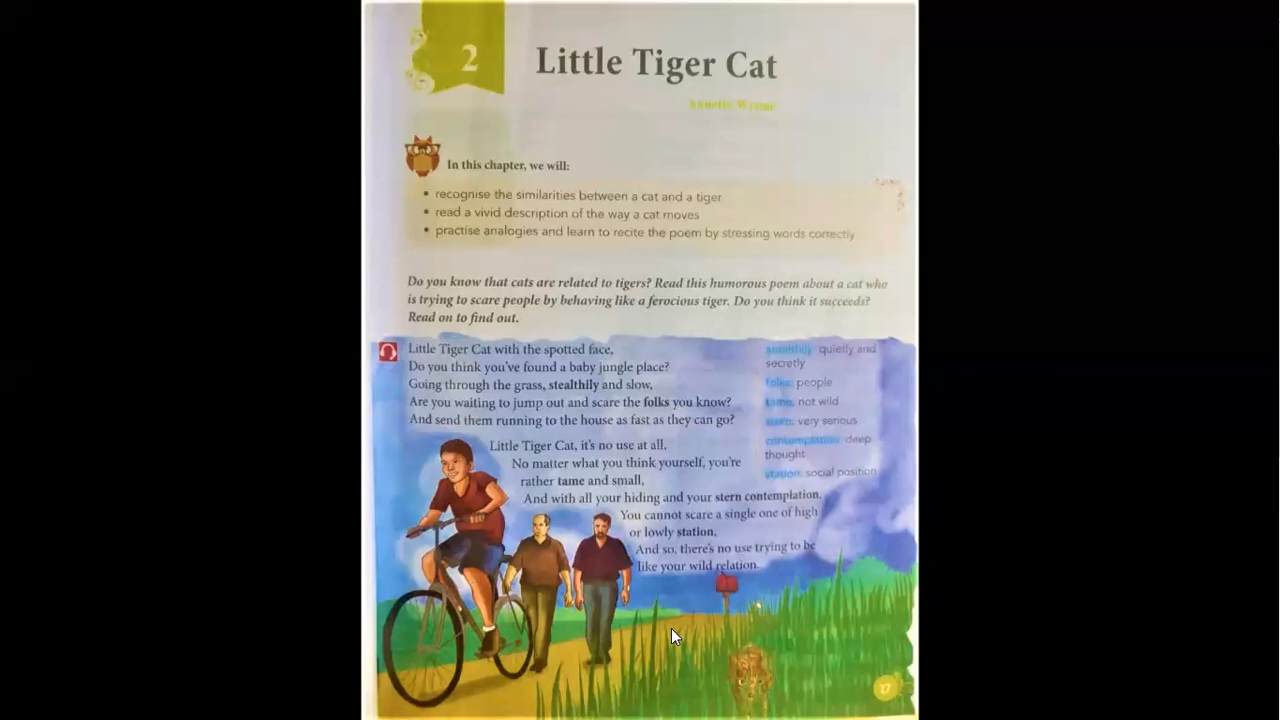 2
Little Tiger Cat
Annette Wynne
In this chapter, we will:
• recognise the similarities between a cat and a tiger
• read a vivid description of the way a cat moves
• practise analogies and learn to recite the poem by stressing words correctly
Do you know that cats are related to tigers? Read this humorous poem about a cat who
is trying to scare people by behaving like a ferocious tiger. Do you think it succeeds?
Read on to find out.
Little Tiger Cat with the spotted face,
Do you think you've found a baby jungle place?
Going through the grass, stealthily and slow,
Are you waiting to jump out and scare the folks you know?
And send them running to the house as fast as they can go?
Little Tiger Cat, it's no use at all,
No matter what you think yourself, you're
rather tame and small,
And with all your hiding and your stern contemplation,
You cannot scare a single one of high
or lowly station,
And so, there's no use trying to be
like your wild relation.
stealthily: quietly and
secretly
folks: people
tame: not wild
stern: very serious
contemplation: deep
thought
station: social position
17